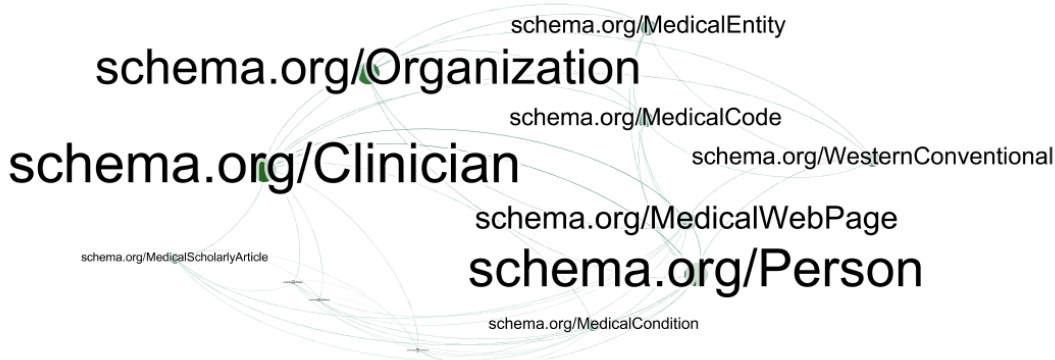 schema.org/MedicalEntity
schema.org/Organization
schema.org/MedicalCode
schema.org/Clinician
schema.org/WesternConventional
schema.org/MedicalWebPage
schema.org/MedicalScholarlyArticle
schema.org/Person
schema.org/MedicalCondition